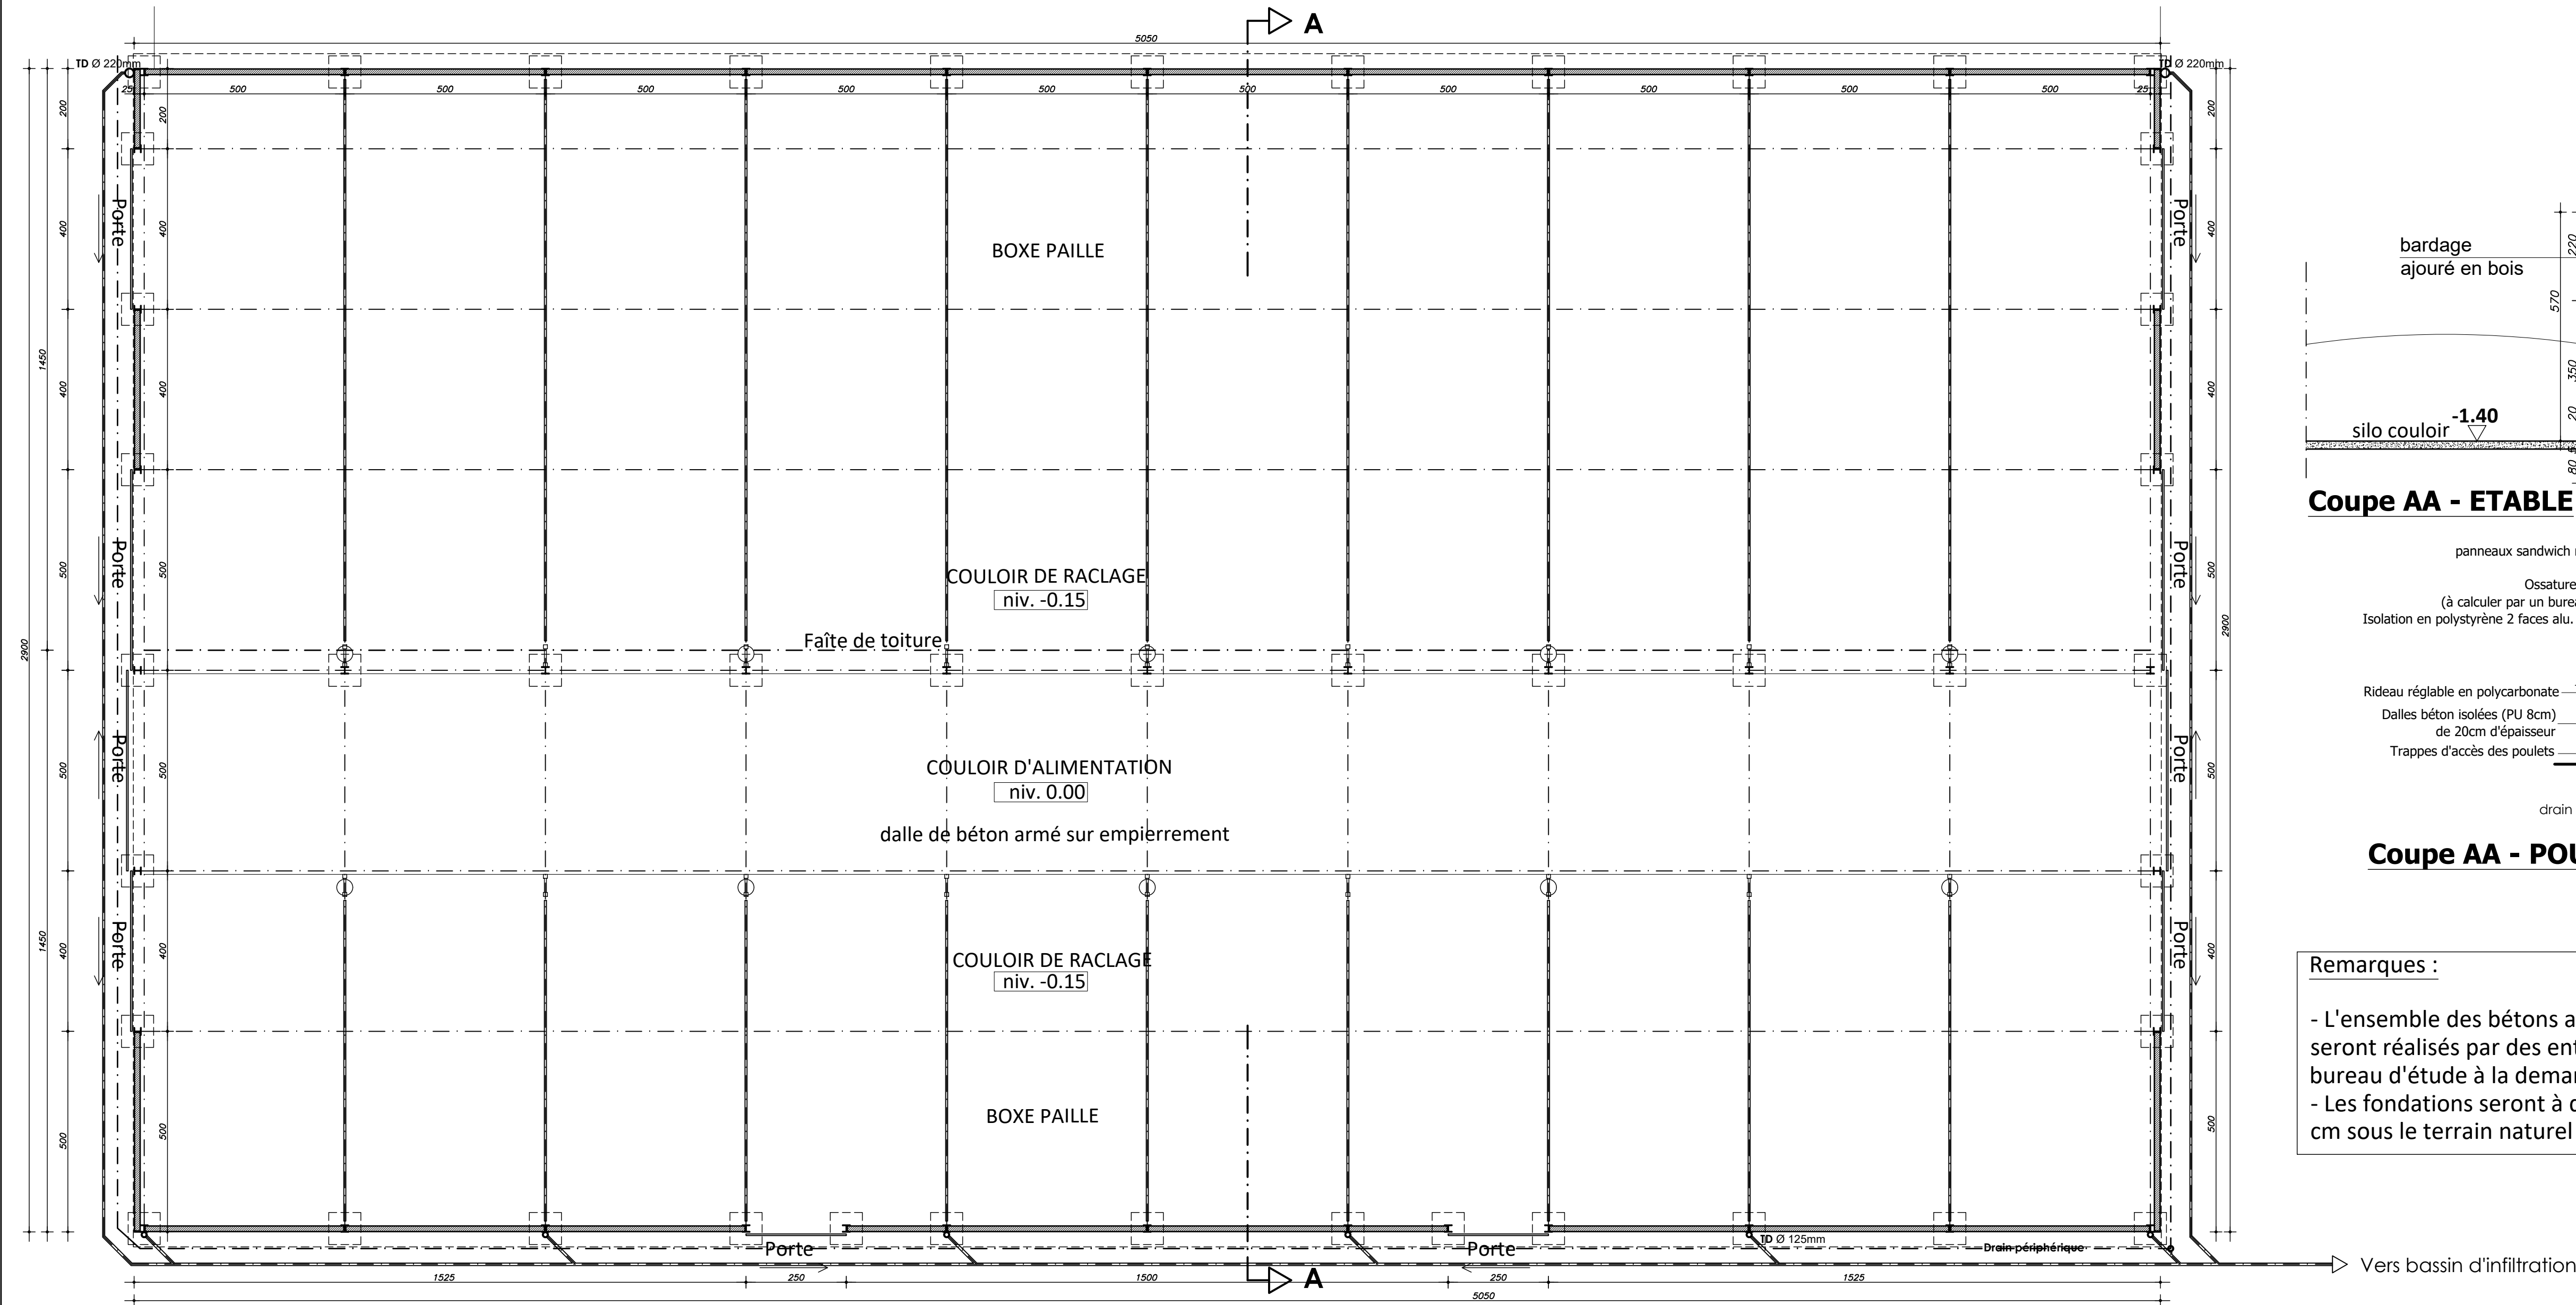 A
5050
TD Ø 220mm
TD Ø 220mm
25 500 500 500 500 500 500 500 500 500 500 25
200
200
200
Porte
400
400
BOXE PAILLE
Porte
400
1450
400
400
400
Porte
500
500
COULOIR DE RACLAGE
niv. -0.15
Porte
500
2900
Faîte de toiture
2900
Porte
500
500
COULOIR D'ALIMENTATION
niv. 0.00
dalle de béton armé sur empierrement
Porte
500
1450
Porte
400
400
COULOIR DE RACLAGE
niv. -0.15
Porte
400
500
500
BOXE PAILLE
500
Porte
Porte
TD Ø 125mm
Drain périphérique
1525 250 1500 250 1525
A
5050
Vers bassin d'infiltration
bardage
ajouré en bois
220
570
350
20
80
-1.40
silo couloir
Coupe AA - ETABLE
panneaux sandwich
Ossature
(à calculer par un burea
Isolation en polystyrène 2 faces alu.
Rideau réglable en polycarbonate
Dalles béton isolées (PU 8cm)
de 20cm d'épaisseur
Trappes d'accès des poulets
drain
Coupe AA - POU
Remarques :
- L'ensemble des bétons a
seront réalisés par des ent
bureau d'étude à la demar
- Les fondations seront à
cm sous le terrain naturel